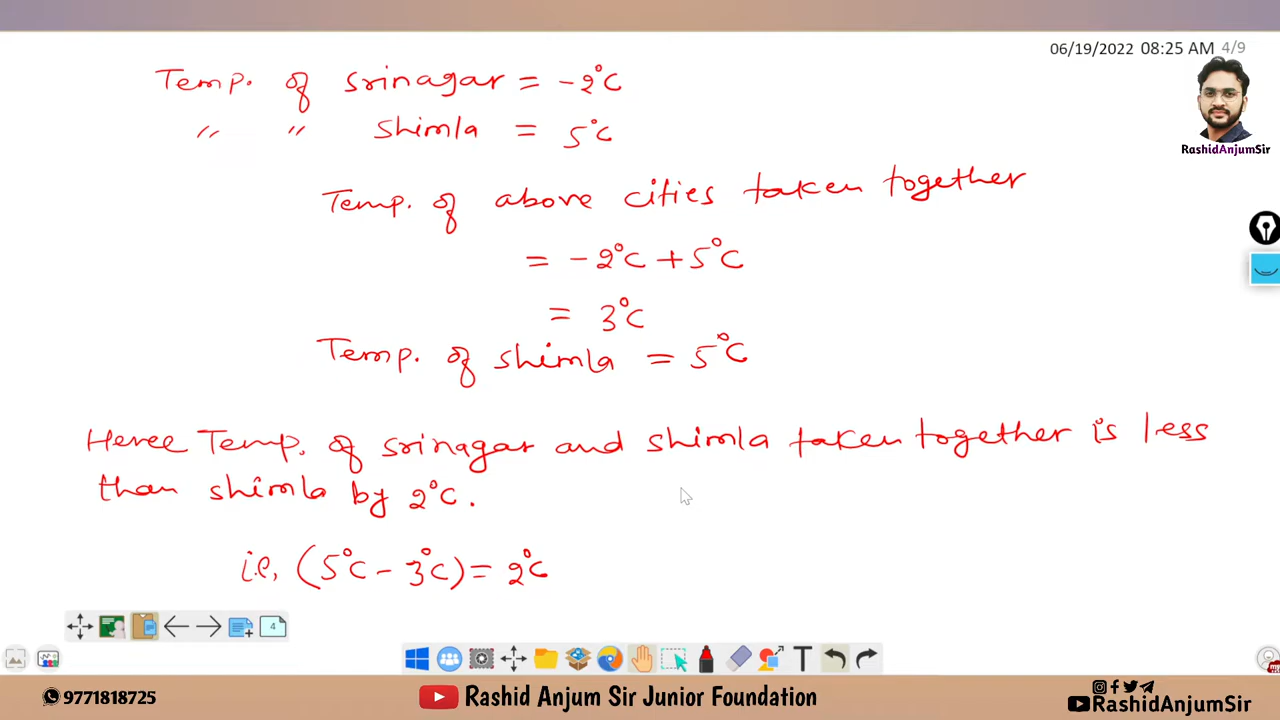 06/19/2022 08:25 AM 4/9
Temp. of srinagar = -2°C
RashidAnjumSir
〃 〃 shimla = 5°C
Temp. of above cities taken together
= -2°C + 5°C
= 3°C
Temp. of shimla = 5°C
Hence Temp. of srinagar and shimla taken together is less
than shimla by 2°C.
i.e, (5°C - 3°C) = 2°C
4
T
9771818725
Rashid Anjum Sir Junior Foundation
RashidAnjumSir